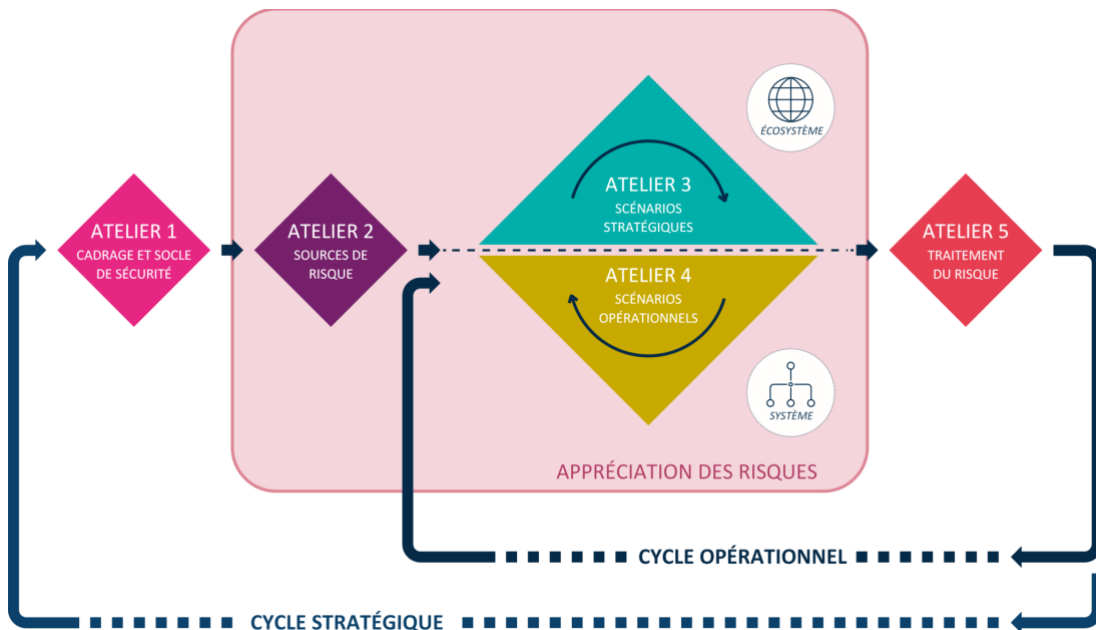 ATELIER 1
CADRAGE ET SOCLE
DE SÉCURITÉ
ATELIER 2
SOURCES DE
RISQUE
ATELIER 3
SCÉNARIOS
STRATÉGIQUES
ÉCOSYSTÈME
ATELIER 4
SCÉNARIOS
OPÉRATIONNELS
SYSTÈME
ATELIER 5
TRAITEMENT
DU RISQUE
APPRÉCIATION DES RISQUES
CYCLE OPÉRATIONNEL
CYCLE STRATÉGIQUE